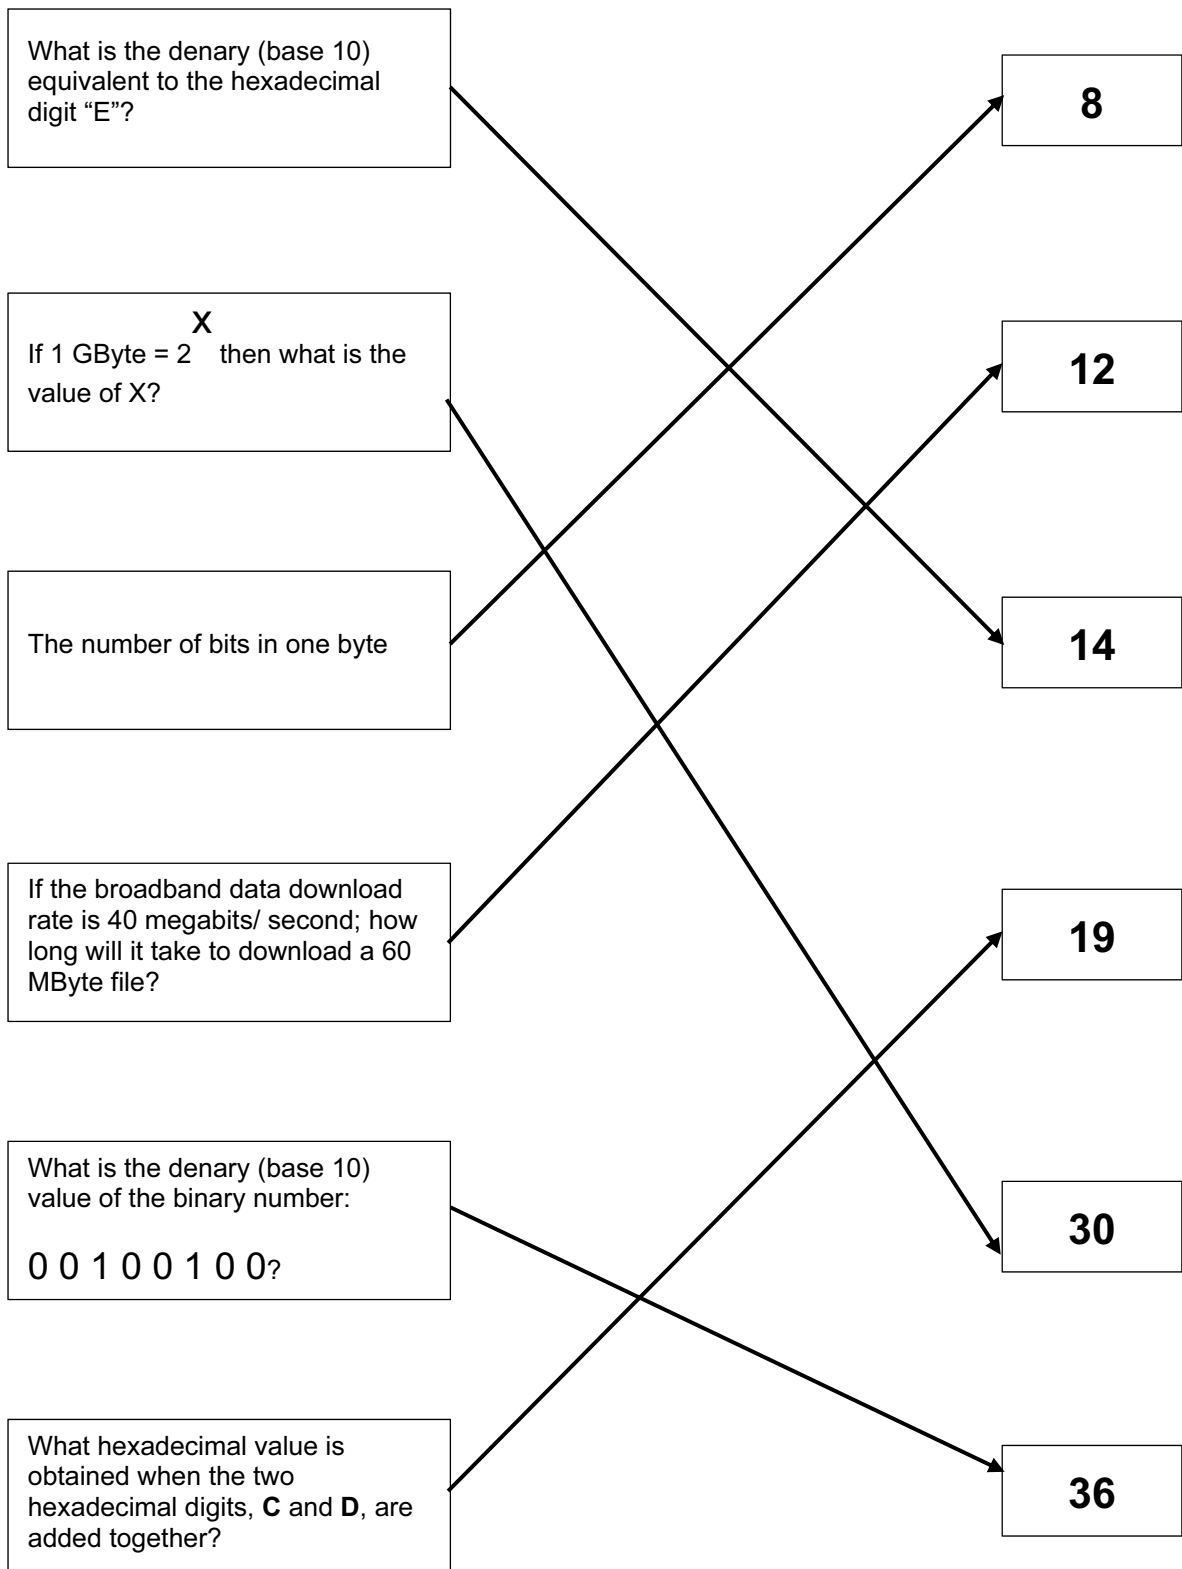 What is the denary (base 10)
equivalent to the hexadecimal
digit “E”?
8
If 1 GByte = 2^X then what is the
value of X?
12
The number of bits in one byte
14
If the broadband data download
rate is 40 megabits/ second; how
long will it take to download a 60
MByte file?
19
What is the denary (base 10)
value of the binary number:
0 0 1 0 0 1 0 0?
30
What hexadecimal value is
obtained when the two
hexadecimal digits, C and D, are
added together?
36